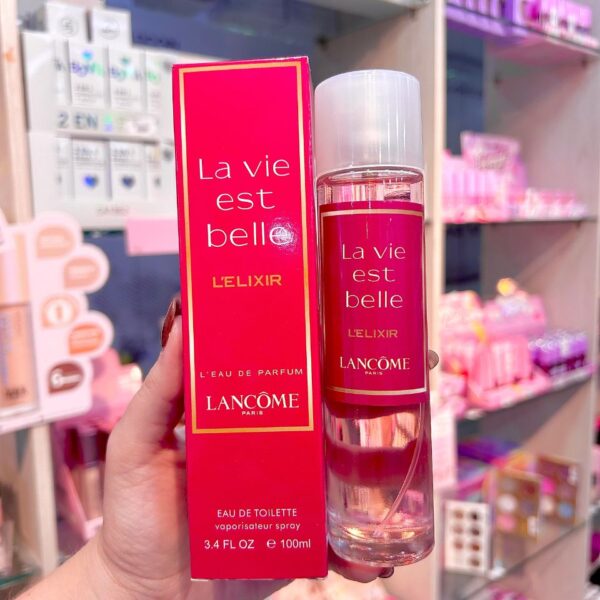 La vie
est
belle
L'ELIXIR
L'EAU DE PARFUM
LANCÔME
PARIS
EAU DE TOILETTE
vaporisateur spray
3.4 FL OZ e 100ml
La vie
est
belle
L'ELIXIR
LANCÔME
PARIS
2 EN